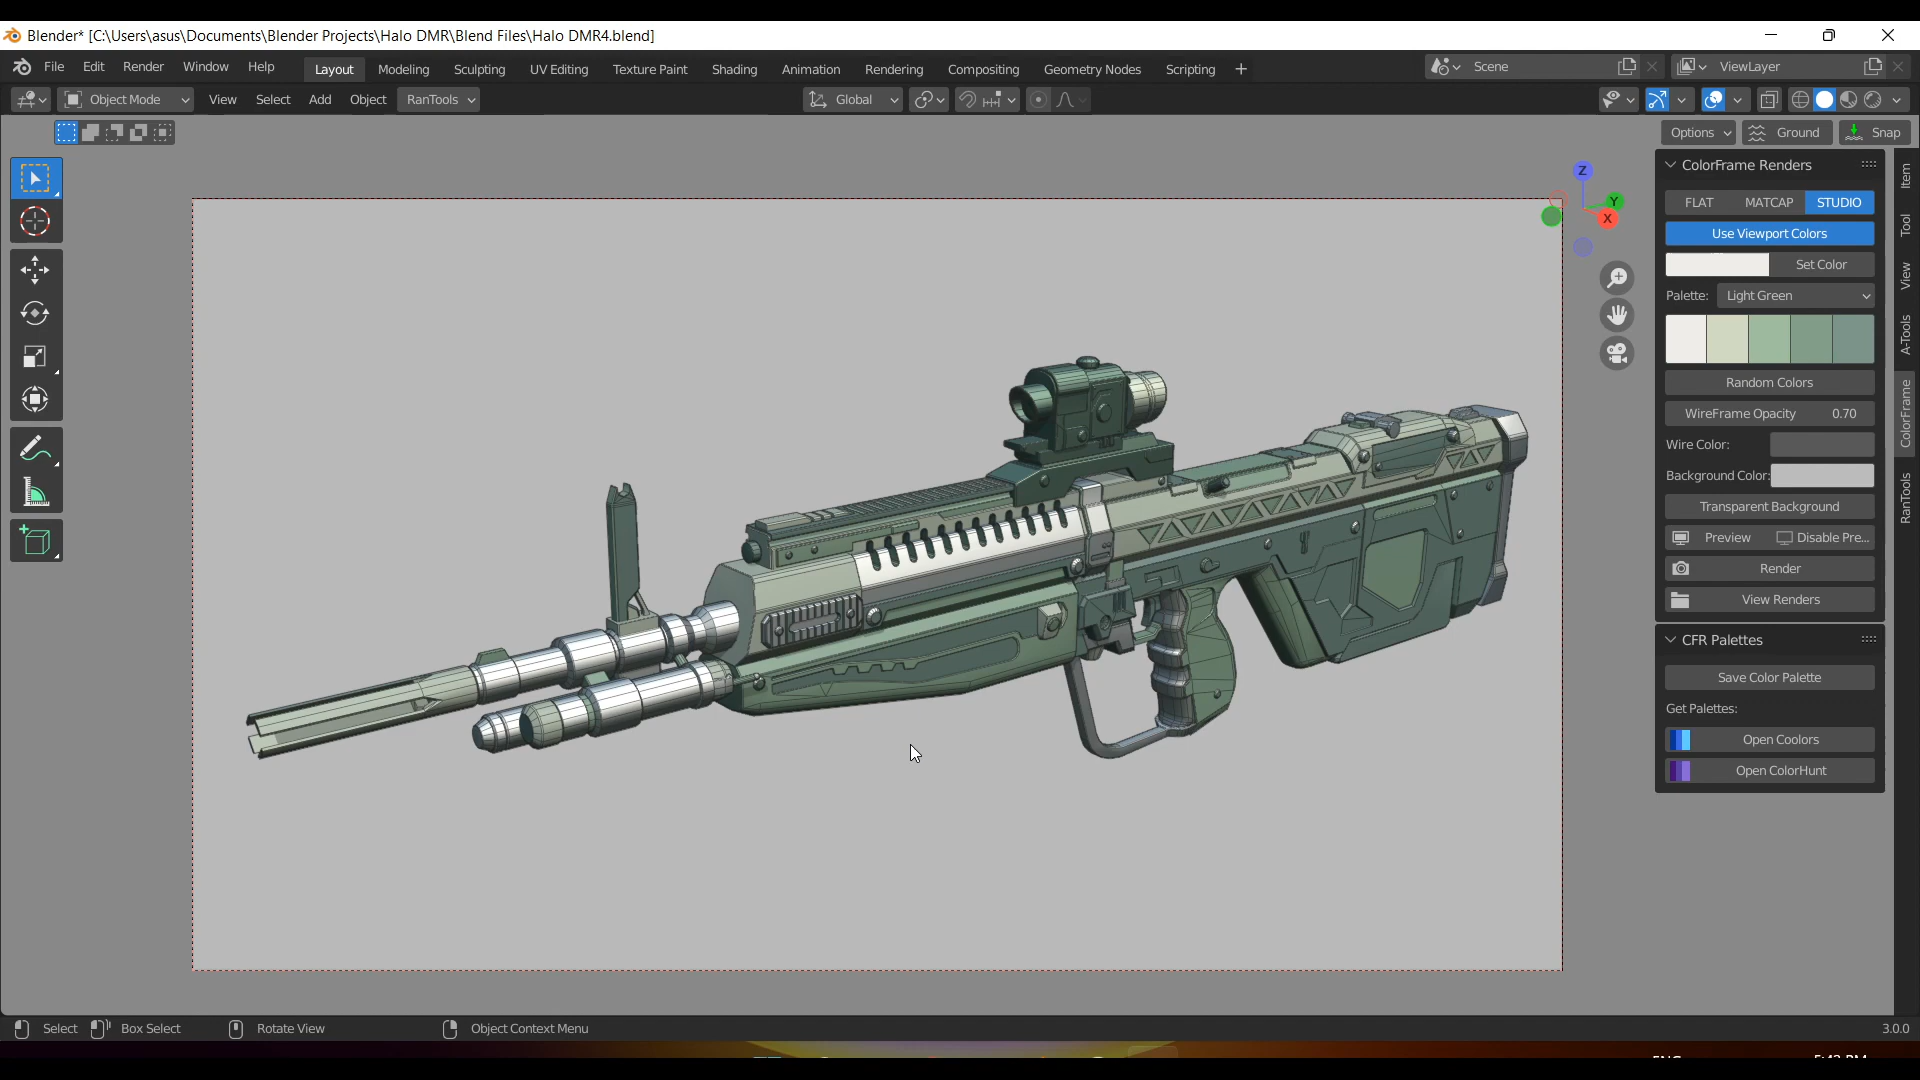 Blender* [C:\Users\asus\Documents\Blender Projects\Halo DMR\Blend Files\Halo DMR4.blend]
File Edit Render Window Help Layout Modeling Sculpting UV Editing Texture Paint Shading Animation Rendering Compositing Geometry Nodes Scripting + Scene ViewLayer
Object Mode View Select Add Object RanTools Global
Options Ground Snap
ColorFrame Renders
FLAT MATCAP STUDIO
Use Viewport Colors
Set Color
Palette: Light Green
Random Colors
WireFrame Opacity 0.70
Wire Color:
Background Color:
Transparent Background
Preview Disable Pre...
Render
View Renders
CFR Palettes
Save Color Palette
Get Palettes:
Open Coolors
Open ColorHunt
Item
Tool
View
A-Tools
ColorFrame
RanTools
Z
Y
X
Select Box Select Rotate View Object Context Menu 3.0.0